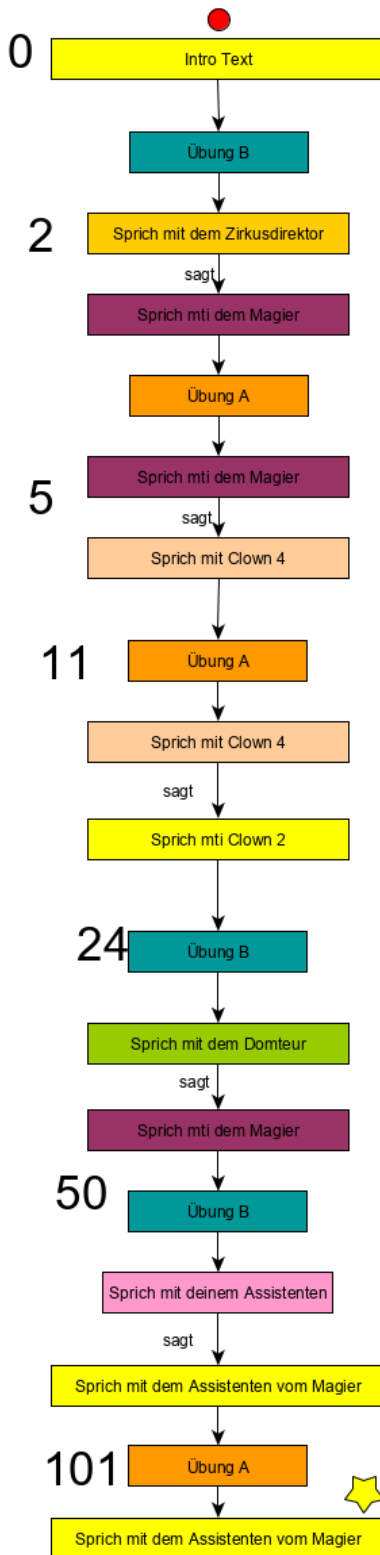 0
Intro Text
Übung B
2
Sprich mit dem Zirkusdirektor
sagt
Sprich mti dem Magier
Übung A
5
Sprich mti dem Magier
sagt
Sprich mit Clown 4
11
Übung A
Sprich mit Clown 4
sagt
Sprich mti Clown 2
24
Übung B
Sprich mit dem Domteur
sagt
Sprich mti dem Magier
50
Übung B
Sprich mit deinem Assistenten
sagt
Sprich mit dem Assistenten vom Magier
101
Übung A
Sprich mit dem Assistenten vom Magier